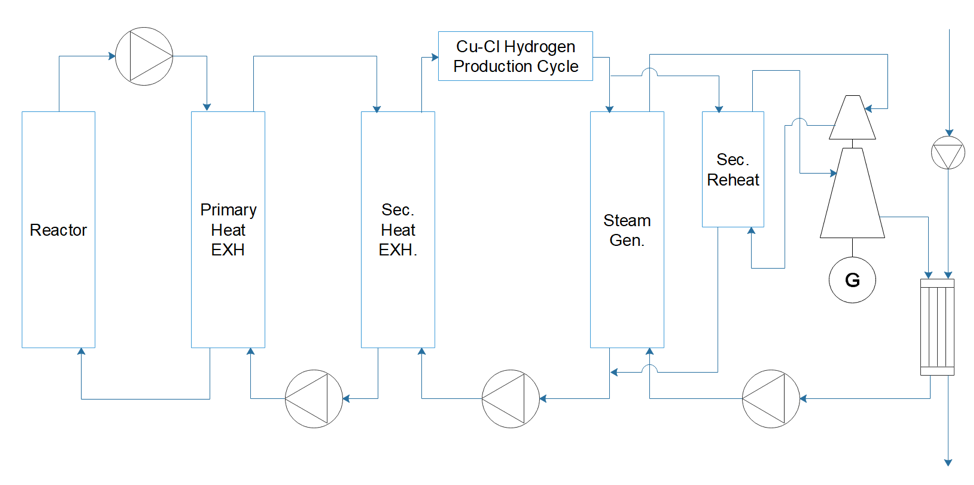 Cu-Cl Hydrogen
Production Cycle
Reactor
Primary
Heat
EXH
Sec.
Heat
EXH.
Steam
Gen.
Sec.
Reheat
G